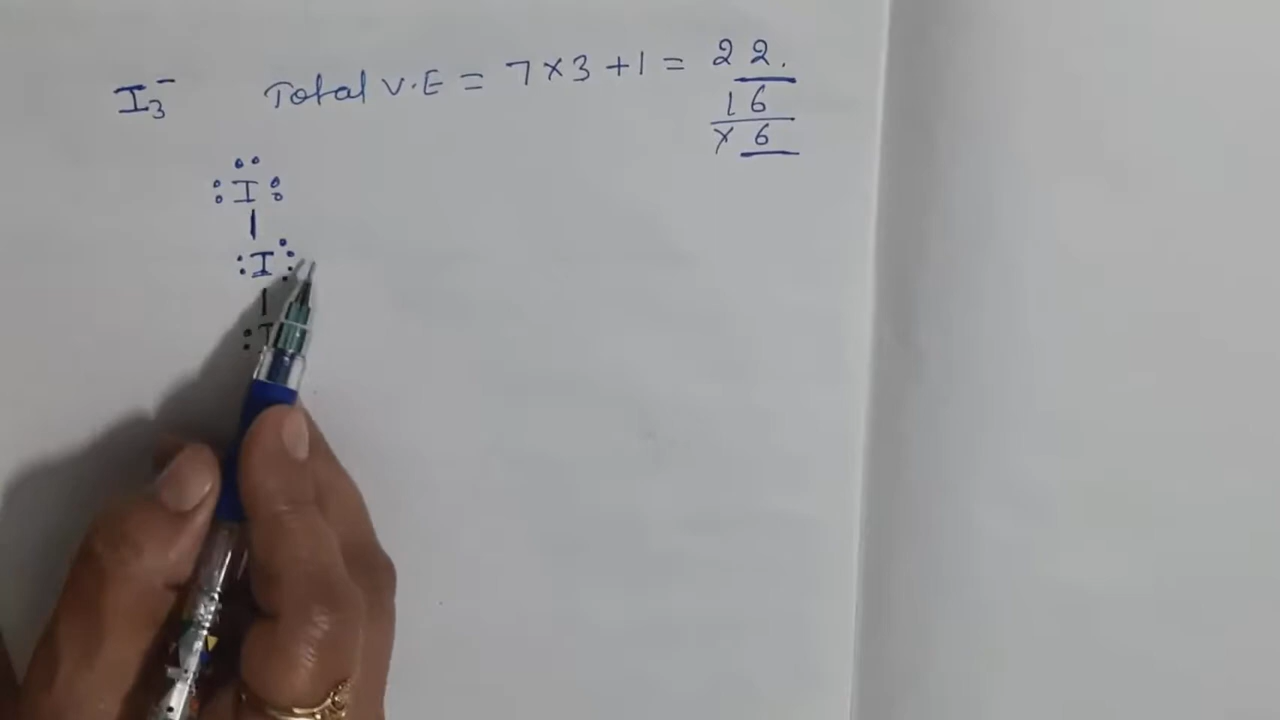 I₃⁻ Total V.E = 7×3 +1 = 22.
16
× 6
I
I
I